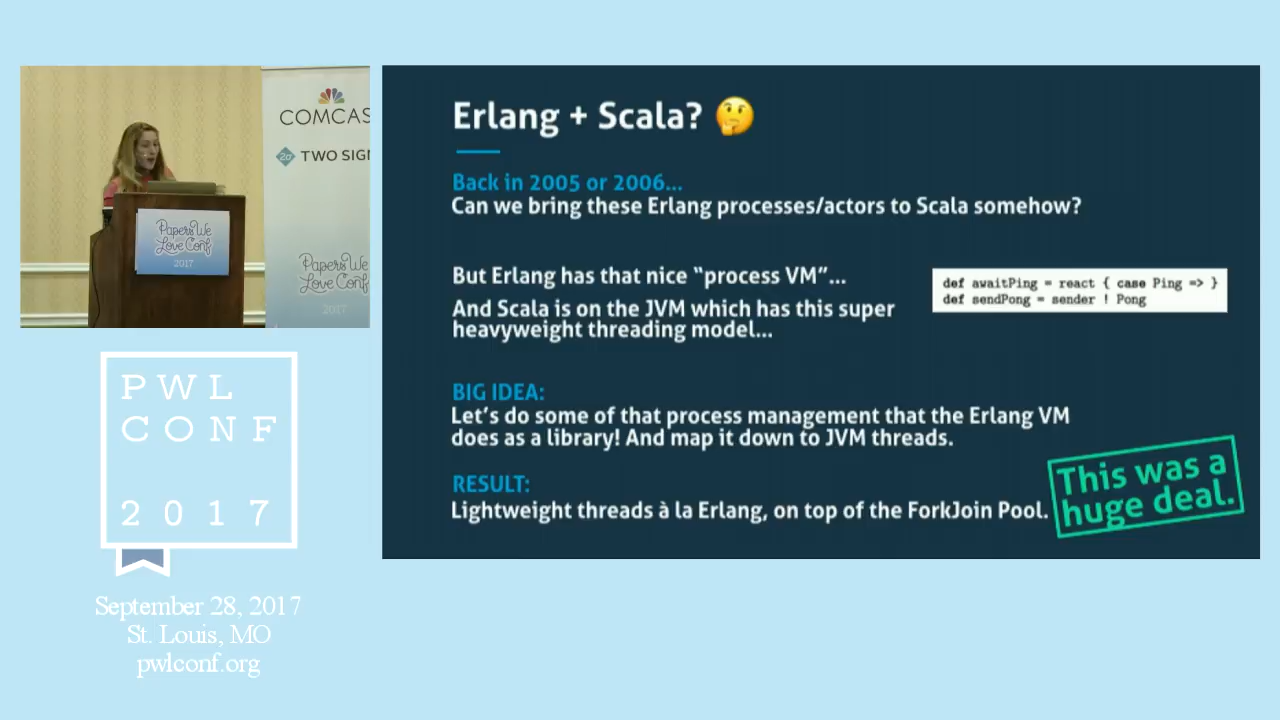 COMCAS
2σ TWO SIG
Papers We
Love Conf
2017
Papers We
Love Conf
2017
Erlang + Scala? 🤔
Back in 2005 or 2006...
Can we bring these Erlang processes/actors to Scala somehow?
But Erlang has that nice “process VM”...
And Scala is on the JVM which has this super
heavyweight threading model...
def awaitPing = react { case Ping => }
def sendPong = sender ! Pong
BIG IDEA:
Let’s do some of that process management that the Erlang VM
does as a library! And map it down to JVM threads.
RESULT:
Lightweight threads à la Erlang, on top of the ForkJoin Pool.
This was a
huge deal.
PWL
CONF
2017
September 28, 2017
St. Louis, MO
pwlconf.org